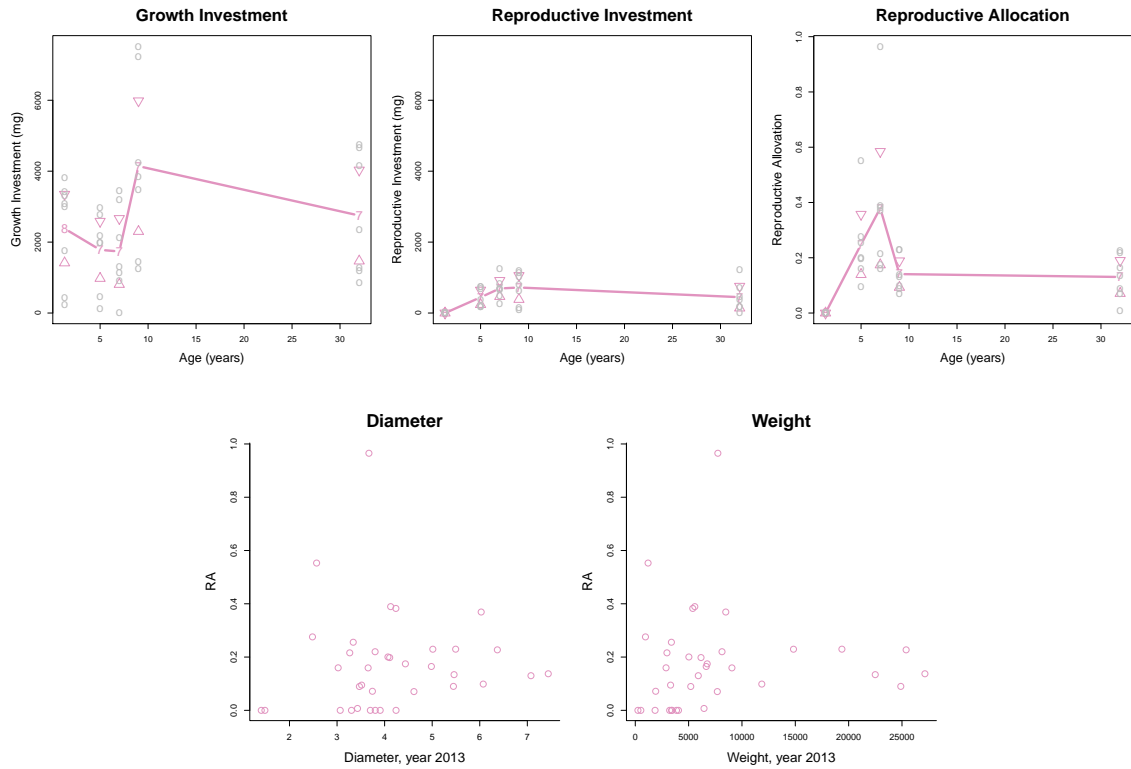 Growth Investment
Growth Investment (mg)
6000
4000
2000
0
5 10 15 20 25 30
Age (years)
Reproductive Investment
Reproductive Investment (mg)
6000
4000
2000
0
5 10 15 20 25 30
Age (years)
Reproductive Allocation
Reproductive Allovation
1.0
0.8
0.6
0.4
0.2
0.0
5 10 15 20 25 30
Age (years)
Diameter
RA
1.0
0.8
0.6
0.4
0.2
0.0
2 3 4 5 6 7
Diameter, year 2013
Weight
RA
1.0
0.8
0.6
0.4
0.2
0.0
0 5000 10000 15000 20000 25000
Weight, year 2013